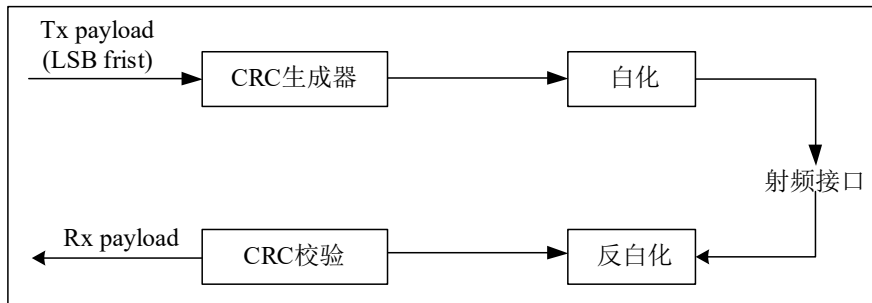 Tx payload
(LSB frist)
CRC生成器
白化
射频接口
Rx payload
CRC校验
反白化